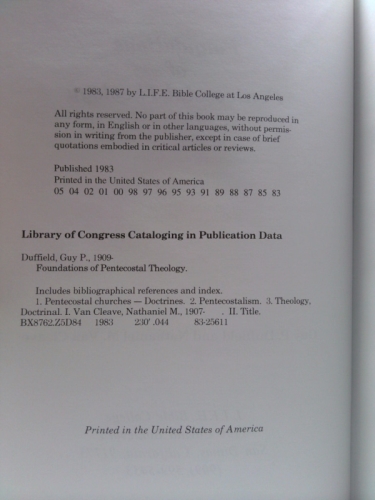 © 1983, 1987 by L.I.F.E. Bible College at Los Angeles
All rights reserved. No part of this book may be reproduced in
any form, in English or in other languages, without permis-
sion in writing from the publisher, except in case of brief
quotations embodied in critical articles or reviews.
Published 1983
Printed in the United States of America
05 04 02 01 00 98 97 96 95 93 91 89 88 87 85 83
Library of Congress Cataloging in Publication Data
Duffield, Guy P., 1909-
Foundations of Pentecostal Theology.
Includes bibliographical references and index.
1. Pentecostal churches — Doctrines. 2. Pentecostalism. 3. Theology,
Doctrinal. I. Van Cleave, Nathaniel M., 1907- . II. Title.
BX8762.Z5D84 1983 230'.044 83-25611
Printed in the United States of America